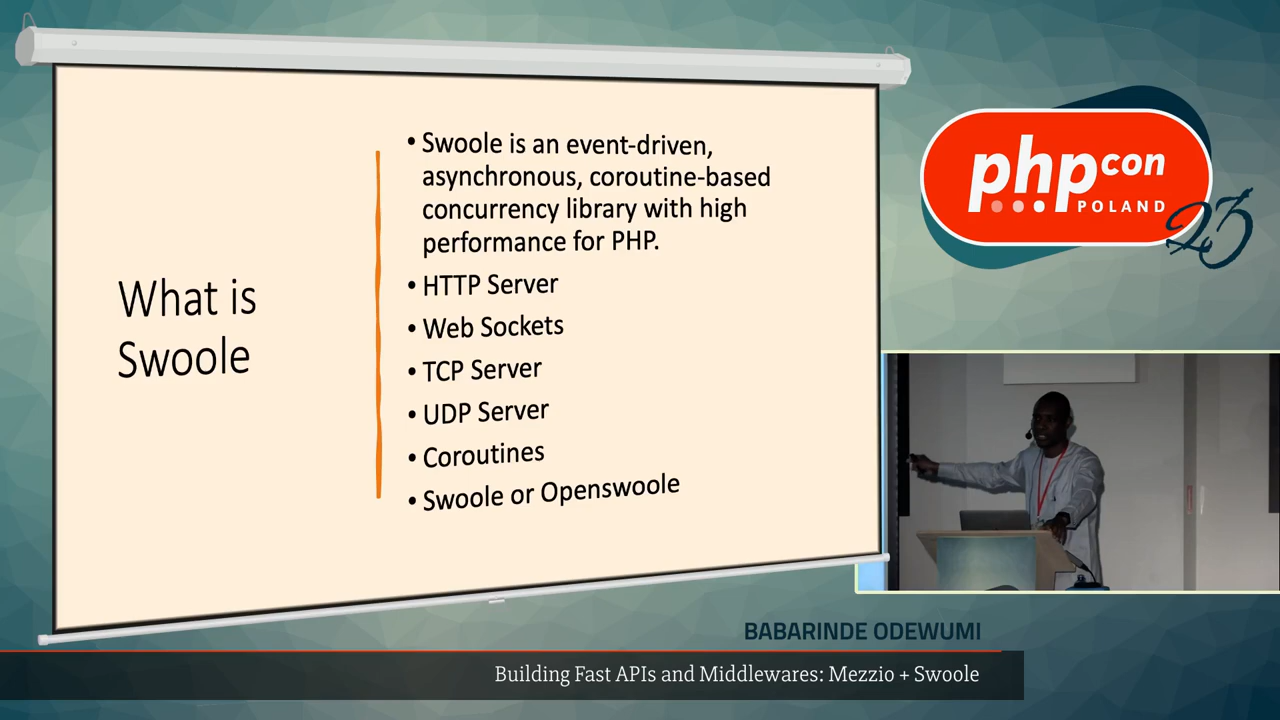 What is
Swoole
• Swoole is an event-driven,
asynchronous, coroutine-based
concurrency library with high
performance for PHP.
• HTTP Server
• Web Sockets
• TCP Server
• UDP Server
• Coroutines
• Swoole or Openswoole
phpcon
POLAND
23
BABARINDE ODEWUMI
Building Fast APIs and Middlewares: Mezzio + Swoole